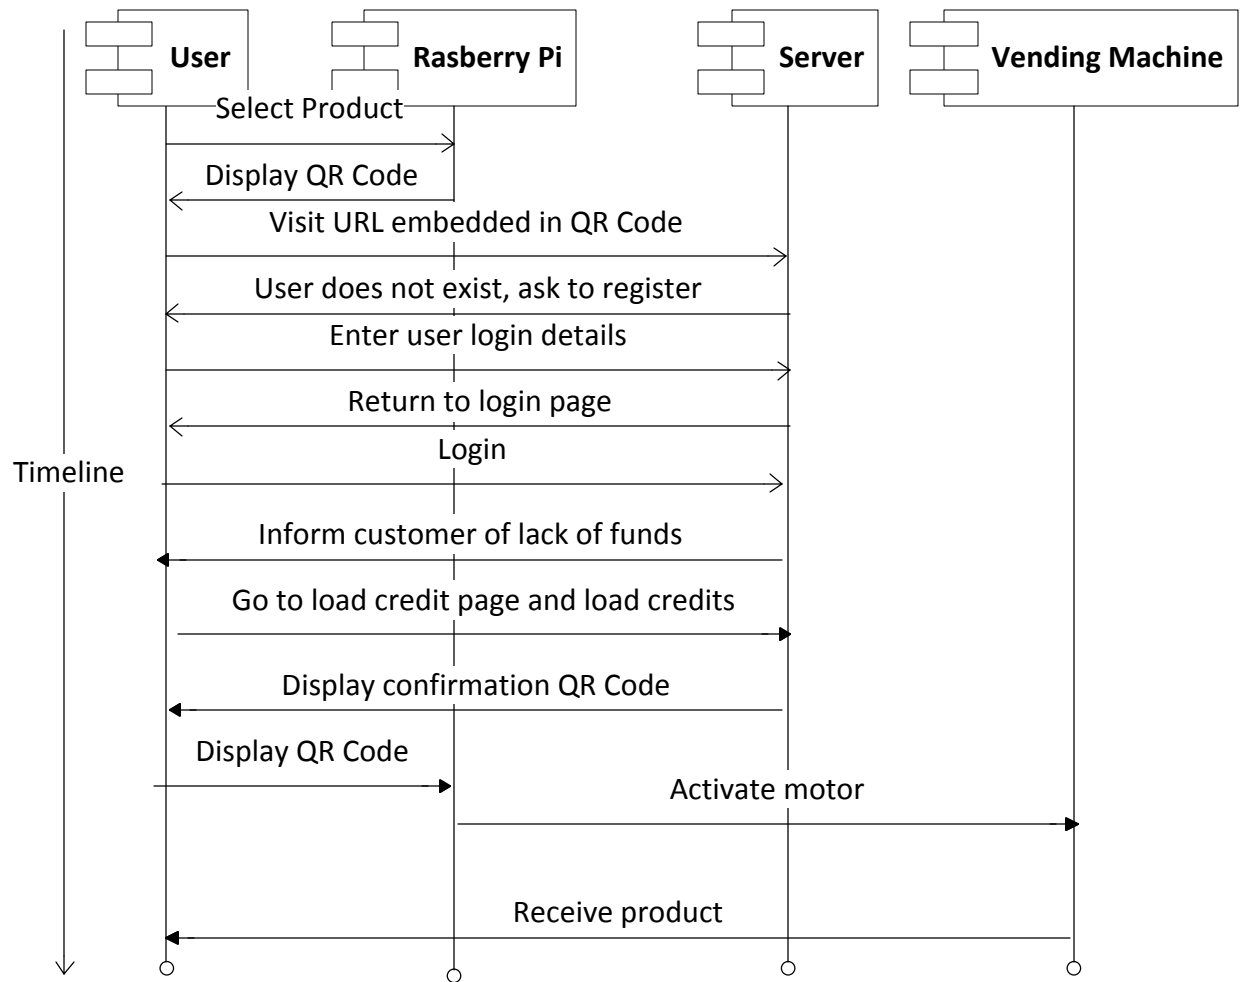 User
Rasberry Pi
Server
Vending Machine
Select Product
Display QR Code
Visit URL embedded in QR Code
User does not exist, ask to register
Enter user login details
Return to login page
Login
Timeline
Inform customer of lack of funds
Go to load credit page and load credits
Display confirmation QR Code
Display QR Code
Activate motor
Receive product